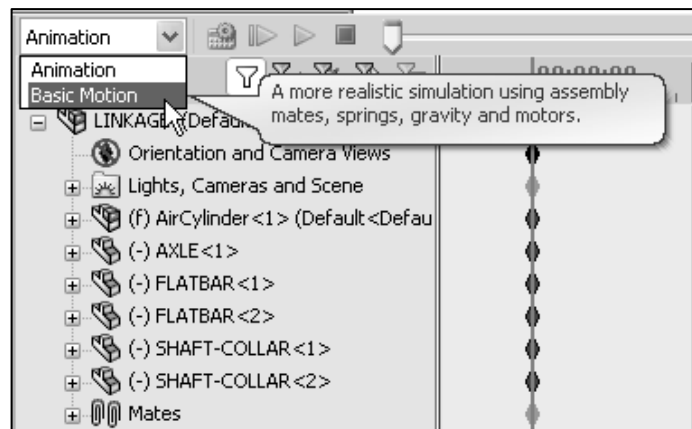 Animation
Animation
Basic Motion
A more realistic simulation using assembly
mates, springs, gravity and motors.
LINKAGE (Defau
Orientation and Camera Views
Lights, Cameras and Scene
(f) AirCylinder<1> (Default<Defau
(-) AXLE<1>
(-) FLATBAR<1>
(-) FLATBAR<2>
(-) SHAFT-COLLAR<1>
(-) SHAFT-COLLAR<2>
Mates